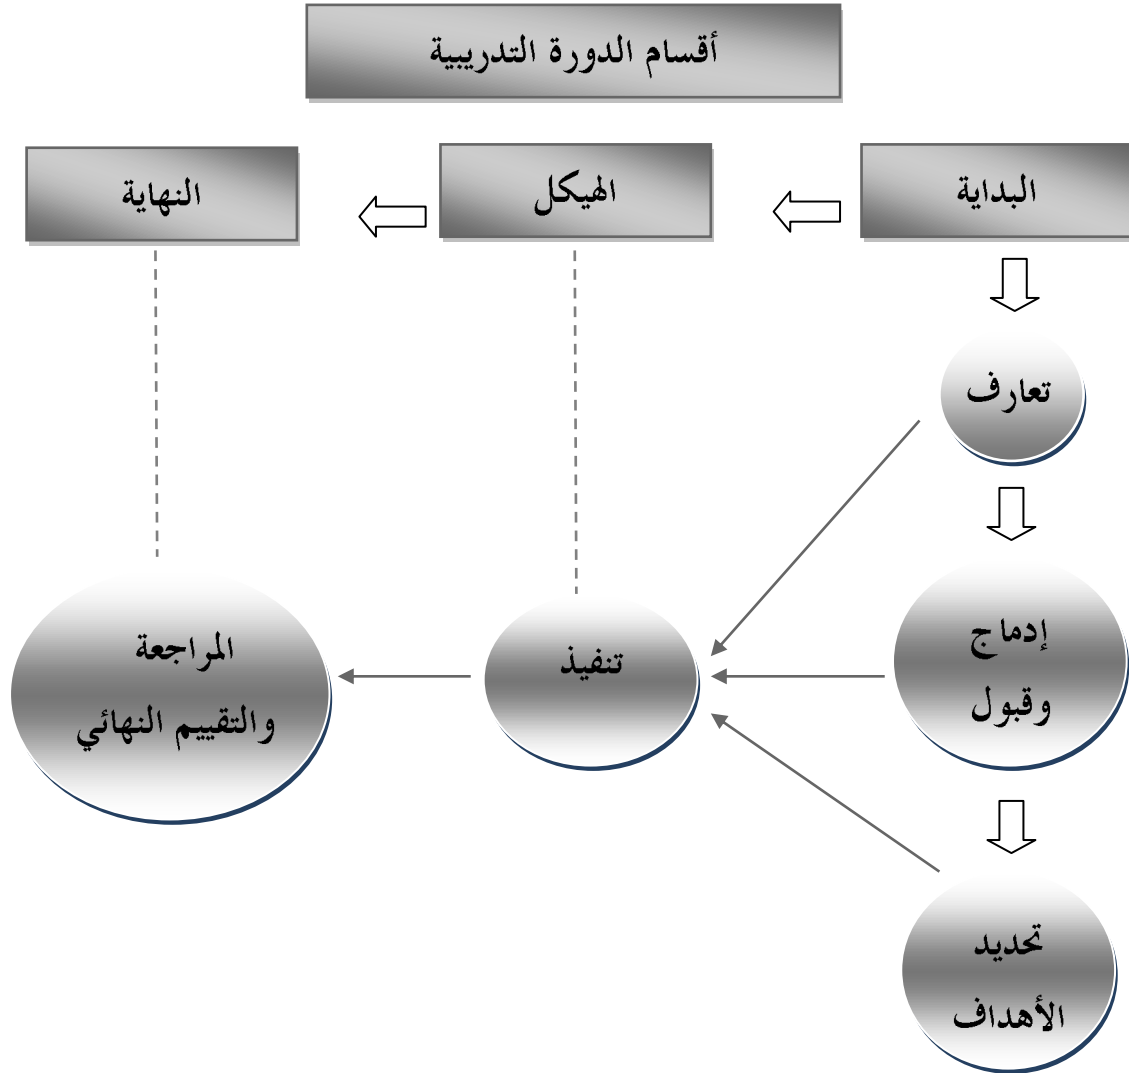 أقسام الدورة التدريبية
البداية
الهيكل
النهاية
تعارف
إدماج
وقبول
تحديد
الأهداف
تنفيذ
المراجعة
والتقييم النهائي